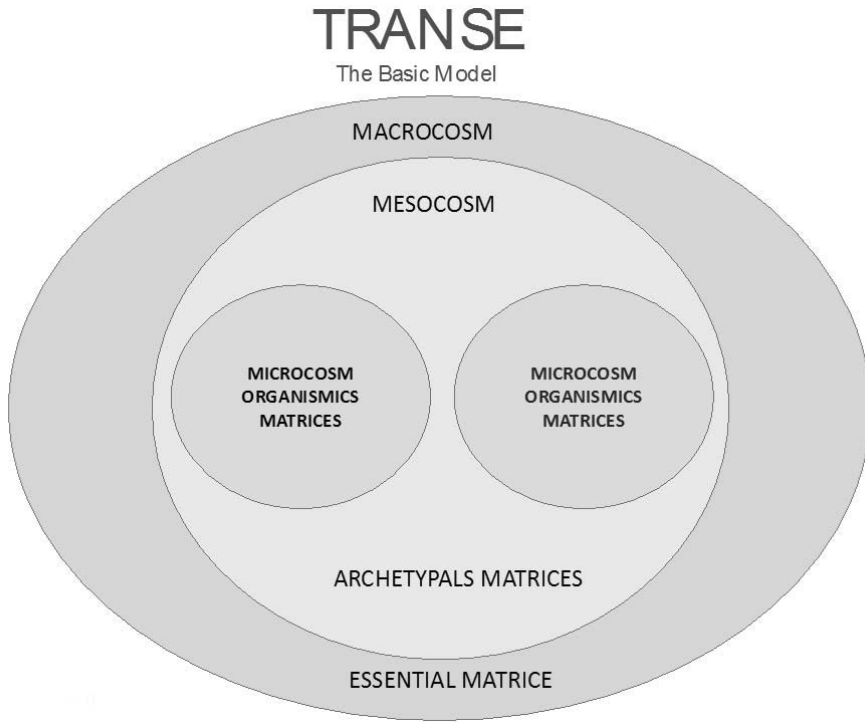 TRANSE
The Basic Model
MACROCOSM
MESOCOSM
MICROCOSM
ORGANISMICS
MATRICES
MICROCOSM
ORGANISMICS
MATRICES
ARCHETYPALS MATRICES
ESSENTIAL MATRICE